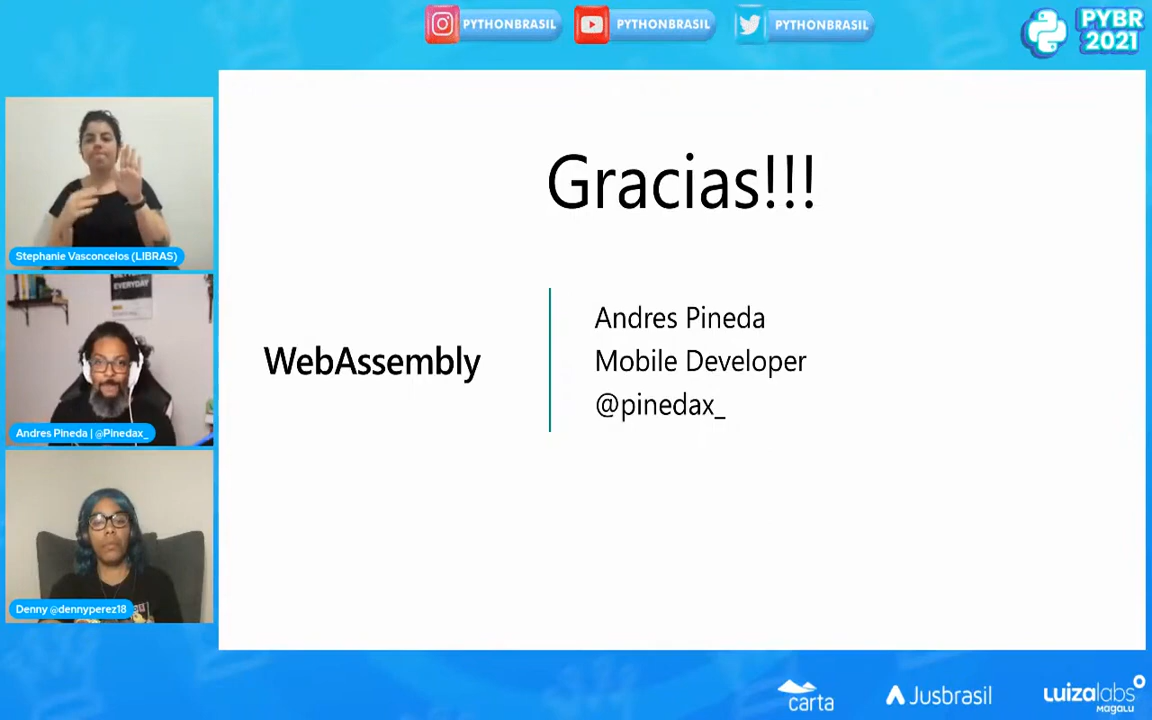 PYTHONBRASIL
PYTHONBRASIL
PYTHONBRASIL
PYBR
2021
Stephanie Vasconcelos (LIBRAS)
EVERYDAY
Andres Pineda | @Pinedax_
Denny @dennyperez18
Gracias!!!
WebAssembly
Andres Pineda
Mobile Developer
@pinedax_
carta
Jusbrasil
luizalabs
MAGALU